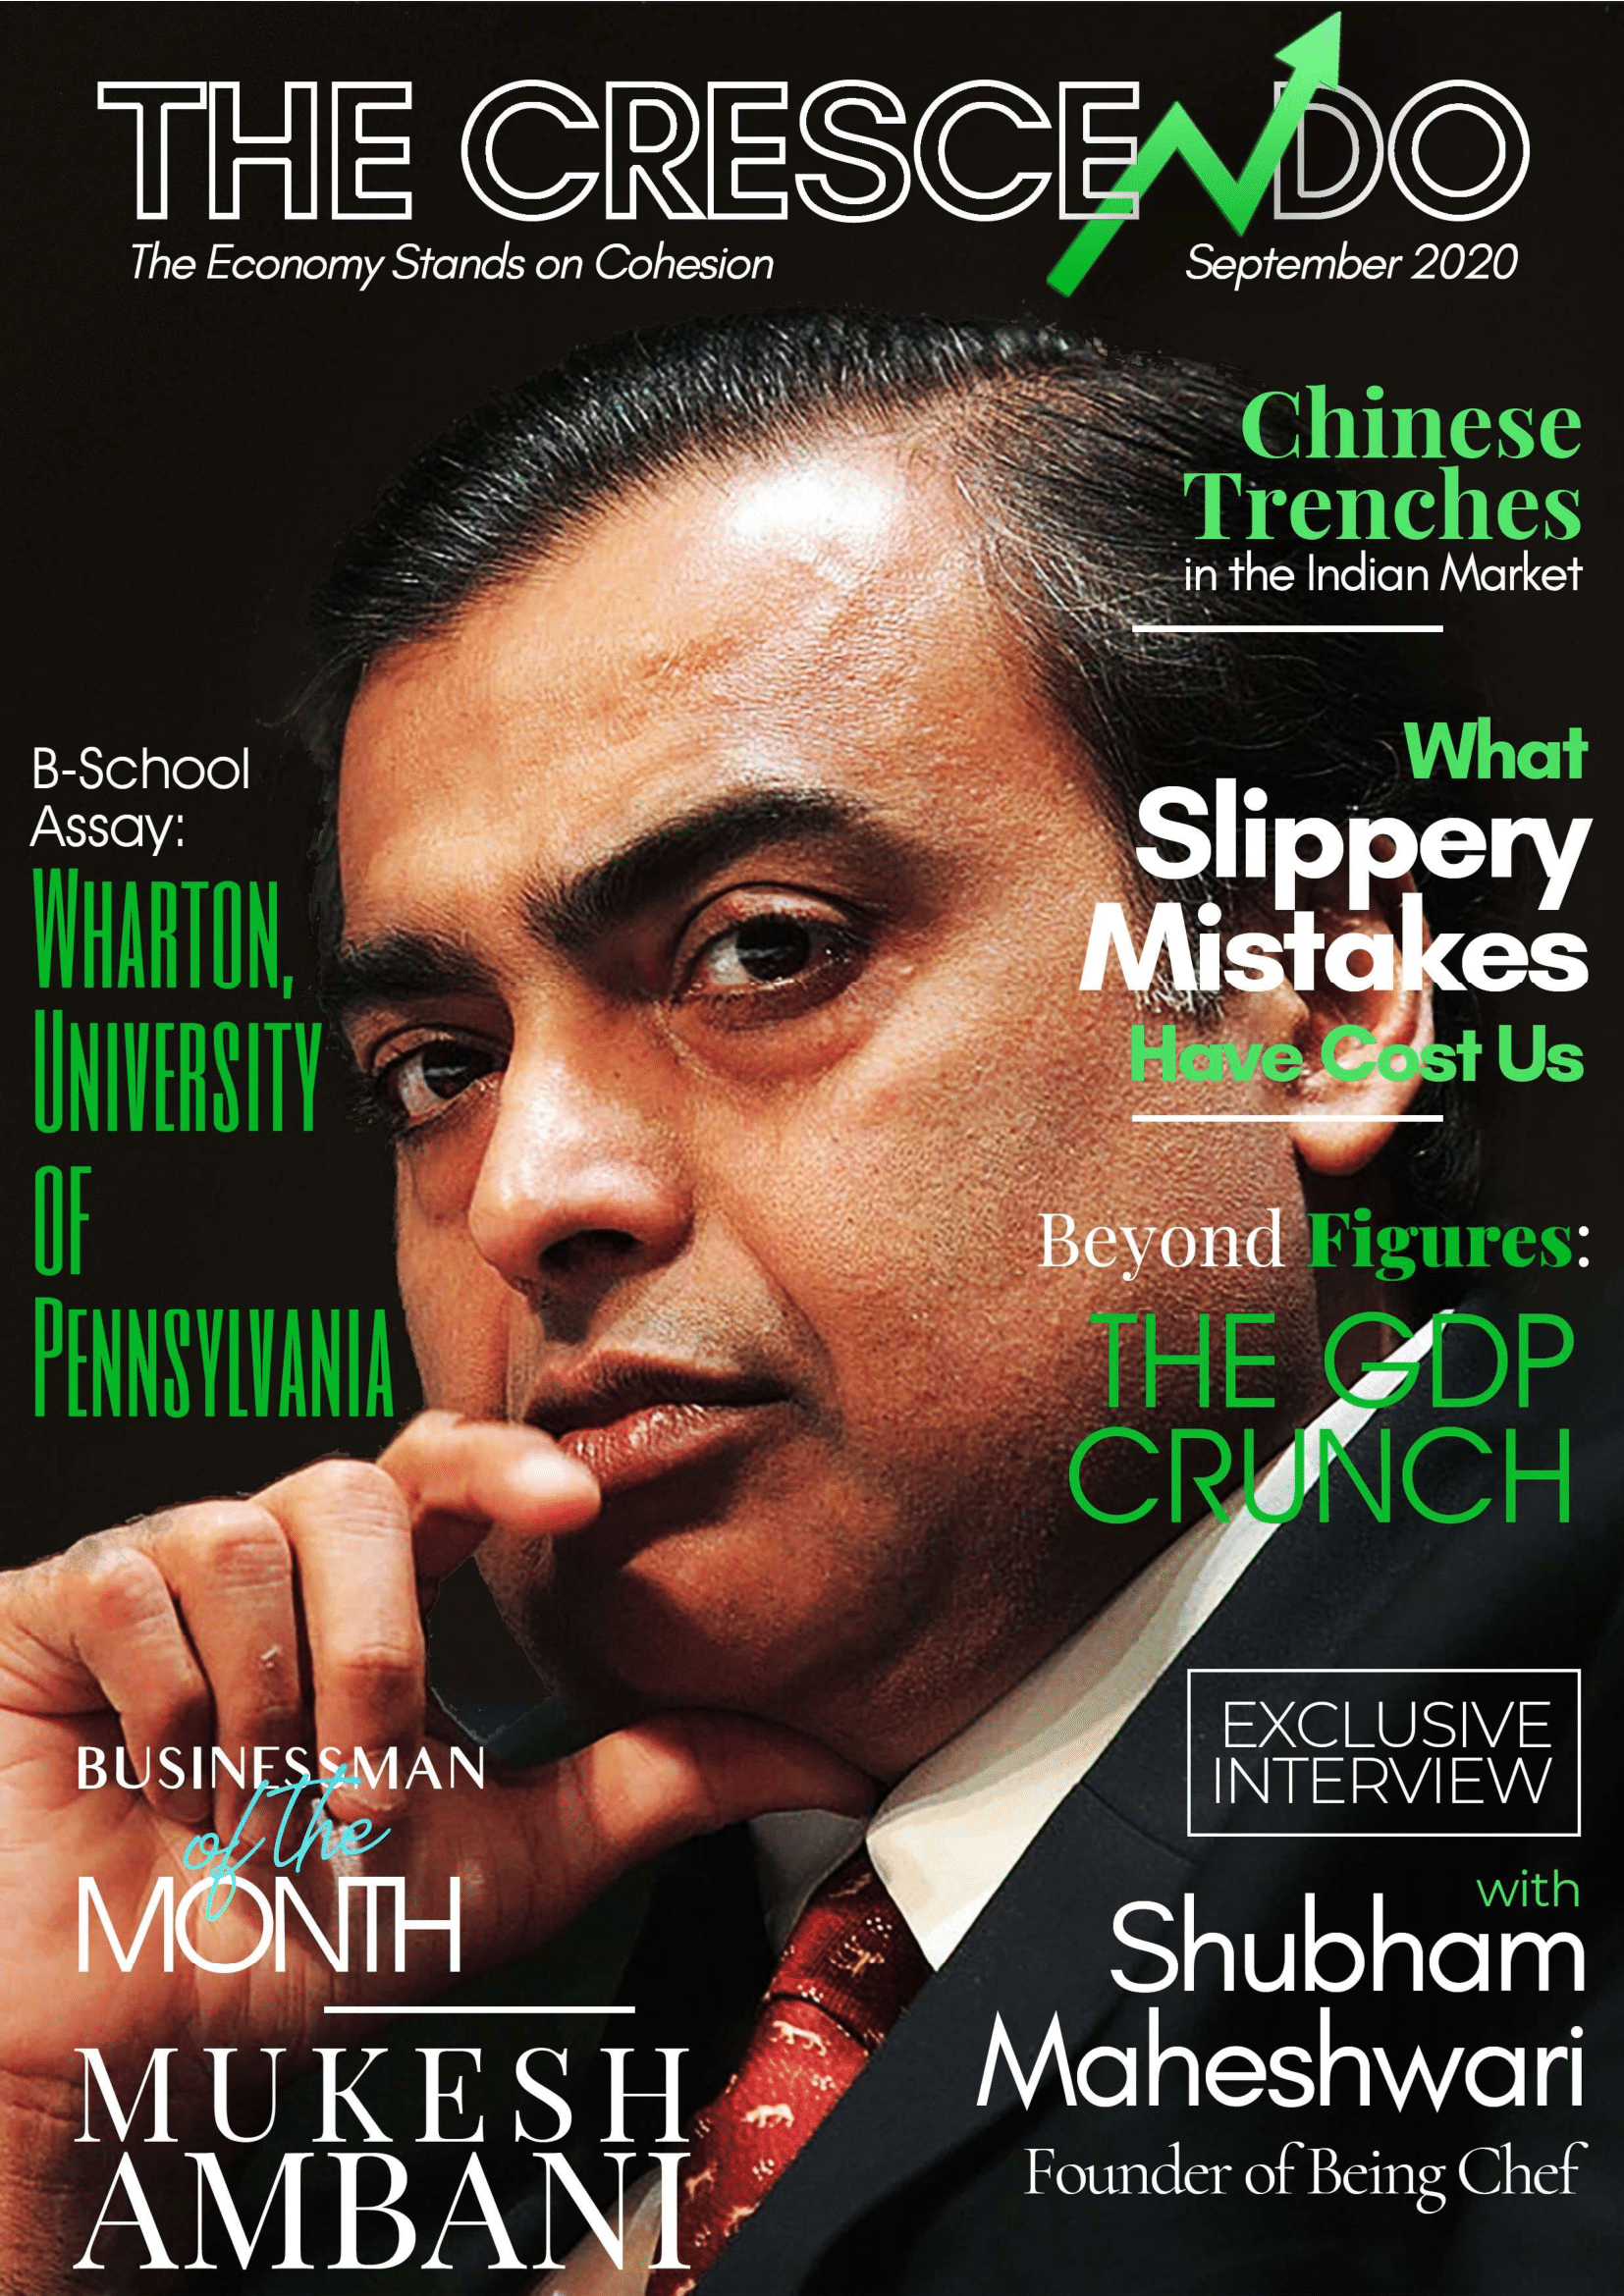 THE CRESCENDO
The Economy Stands on Cohesion
September 2020
Chinese
Trenches
in the Indian Market
What
Slippery
Mistakes
Have Cost Us
B-School
Assay:
WHARTON,
UNIVERSITY
OF
PENNSYLVANIA
Beyond Figures:
THE GDP
CRUNCH
EXCLUSIVE
INTERVIEW
with
Shubham
Maheshwari
Founder of Being Chef
BUSINESSMAN
of the
MONTH
MUKESH
AMBANI